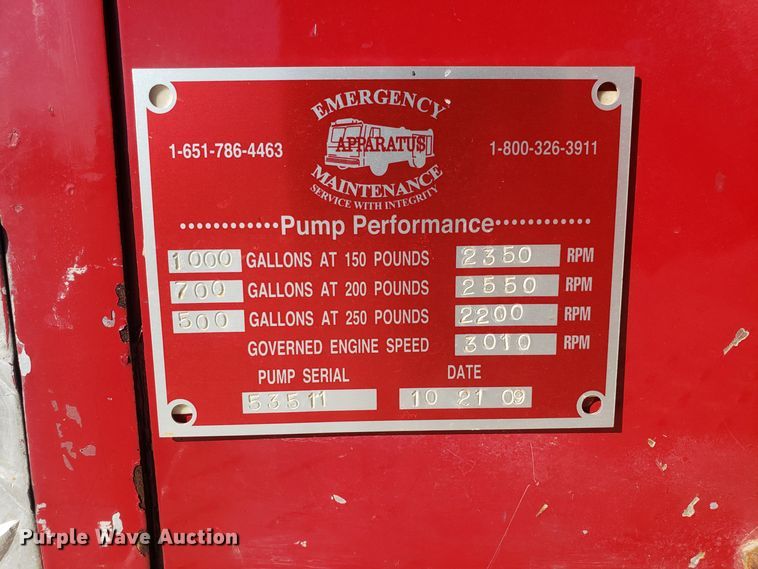 EMERGENCY
APPARATUS
MAINTENANCE
SERVICE WITH INTEGRITY
1-651-786-4463
1-800-326-3911
Pump Performance
1000 GALLONS AT 150 POUNDS 2350 RPM
700 GALLONS AT 200 POUNDS 2550 RPM
500 GALLONS AT 250 POUNDS 2200 RPM
GOVERNED ENGINE SPEED 3010 RPM
PUMP SERIAL DATE
53511 10 21 09
Purple Wave Auction